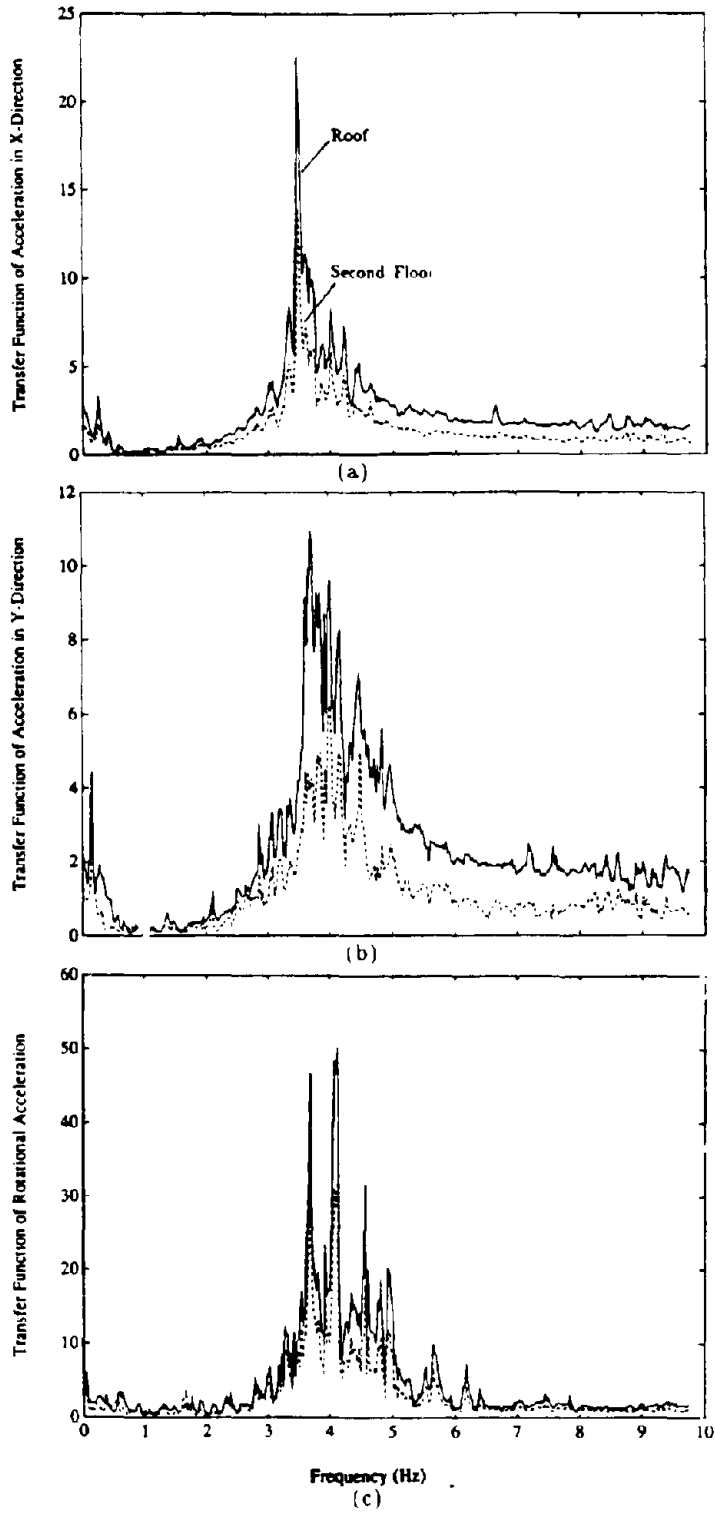 Transfer Function of Acceleration in X-Direction
25
20
15
10
5
0
Roof
Second Floor
(a)
Transfer Function of Acceleration in Y-Direction
12
10
8
6
4
2
0
(b)
Transfer Function of Rotational Acceleration
60
50
40
30
20
10
0
0 1 2 3 4 5 6 7 8 9 10
Frequency (Hz)
(c)